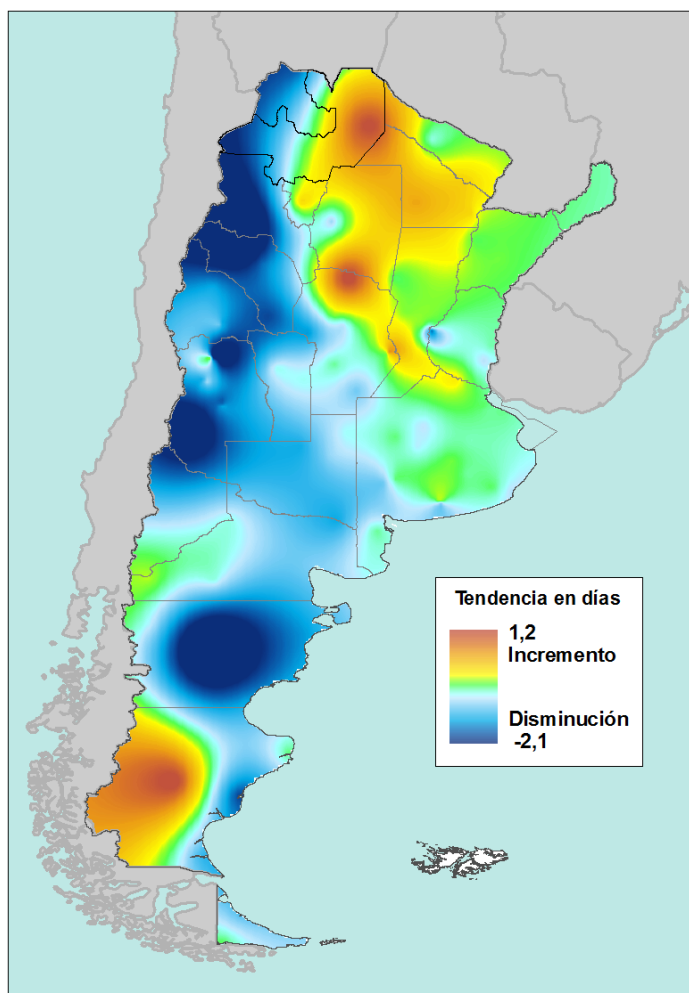 Tendencia en días
1,2
Incremento
Disminución
-2,1